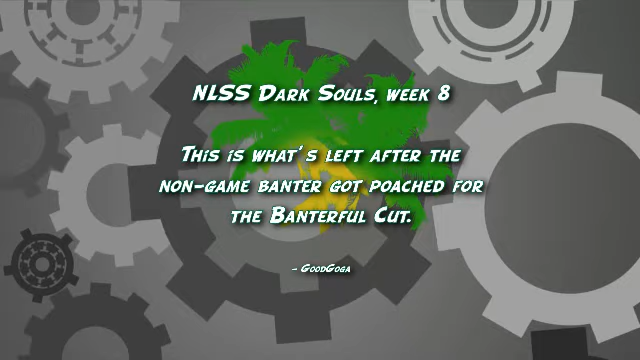 NLSS Dark Souls, week 8
This is what's left after the
non-game banter got poached for
the Banterful Cut.
- GoodGoga